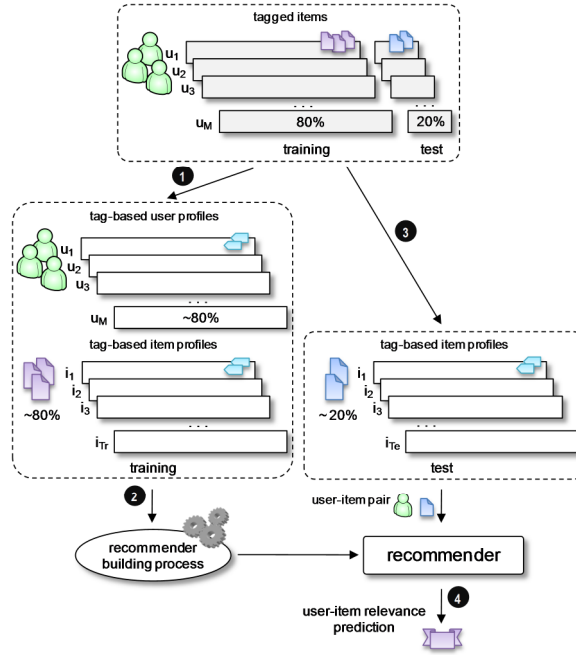 tagged items
u1
u2
u3
. . .
. . .
uM
80%
20%
training
test
1
3
tag-based user profiles
u1
u2
u3
. . .
uM
~80%
tag-based item profiles
i1
i2
i3
~80%
. . .
iTr
training
tag-based item profiles
i1
i2
i3
~20%
. . .
iTe
test
2
user-item pair
recommender
building process
recommender
4
user-item relevance
prediction